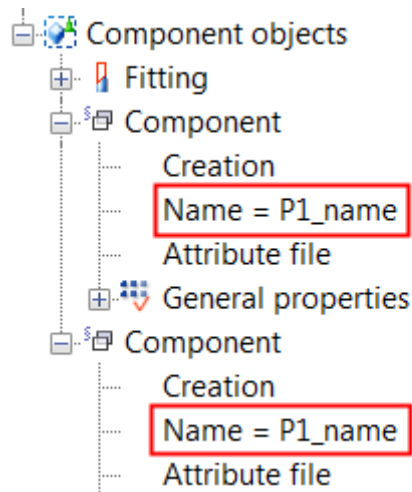 Component objects
Fitting
Component
Creation
Name = P1_name
Attribute file
General properties
Component
Creation
Name = P1_name
Attribute file